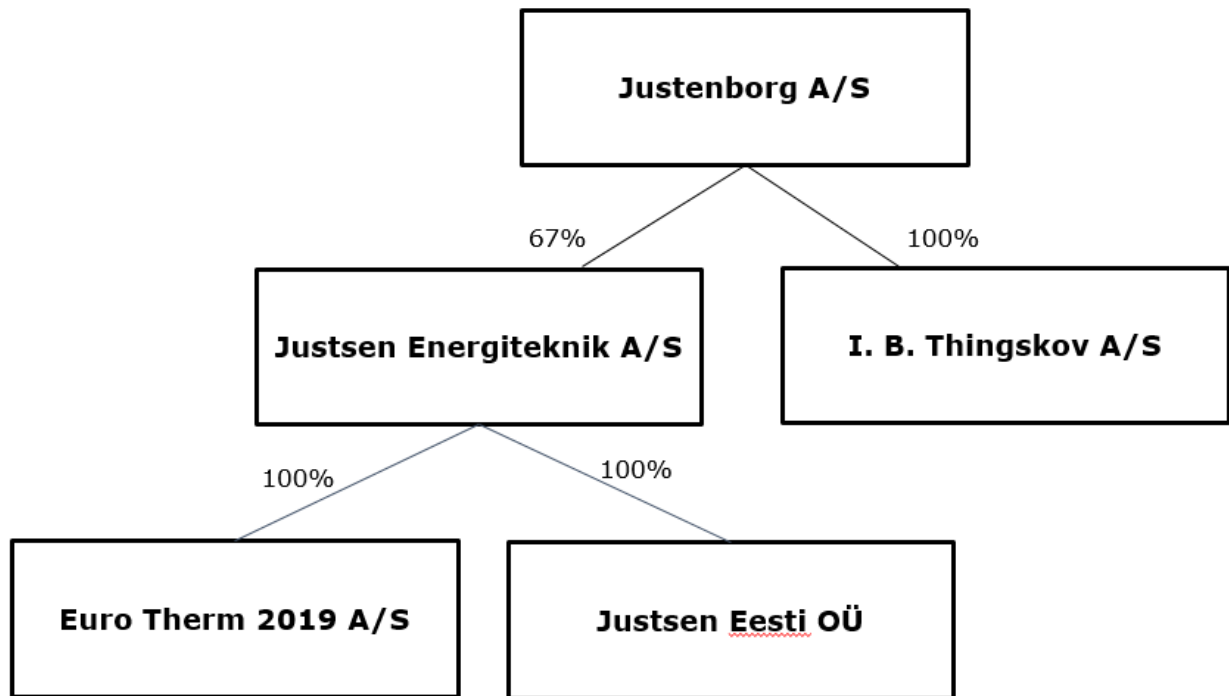 Justenborg A/S
67%
100%
Justsen Energiteknik A/S
I. B. Thingskov A/S
100%
100%
Euro Therm 2019 A/S
Justsen Eesti OÜ